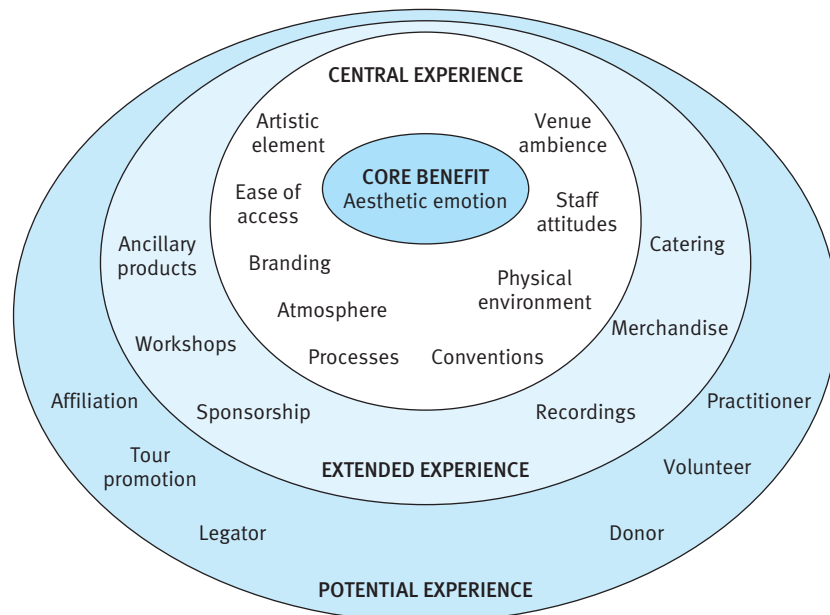 CENTRAL EXPERIENCE
Artistic
element
Venue
ambience
CORE BENEFIT
Aesthetic emotion
Ease of
access
Staff
attitudes
Ancillary
products
Branding
Catering
Physical
environment
Atmosphere
Merchandise
Workshops
Processes
Conventions
Affiliation
Sponsorship
Recordings
Practitioner
Tour
promotion
EXTENDED EXPERIENCE
Volunteer
Legator
Donor
POTENTIAL EXPERIENCE